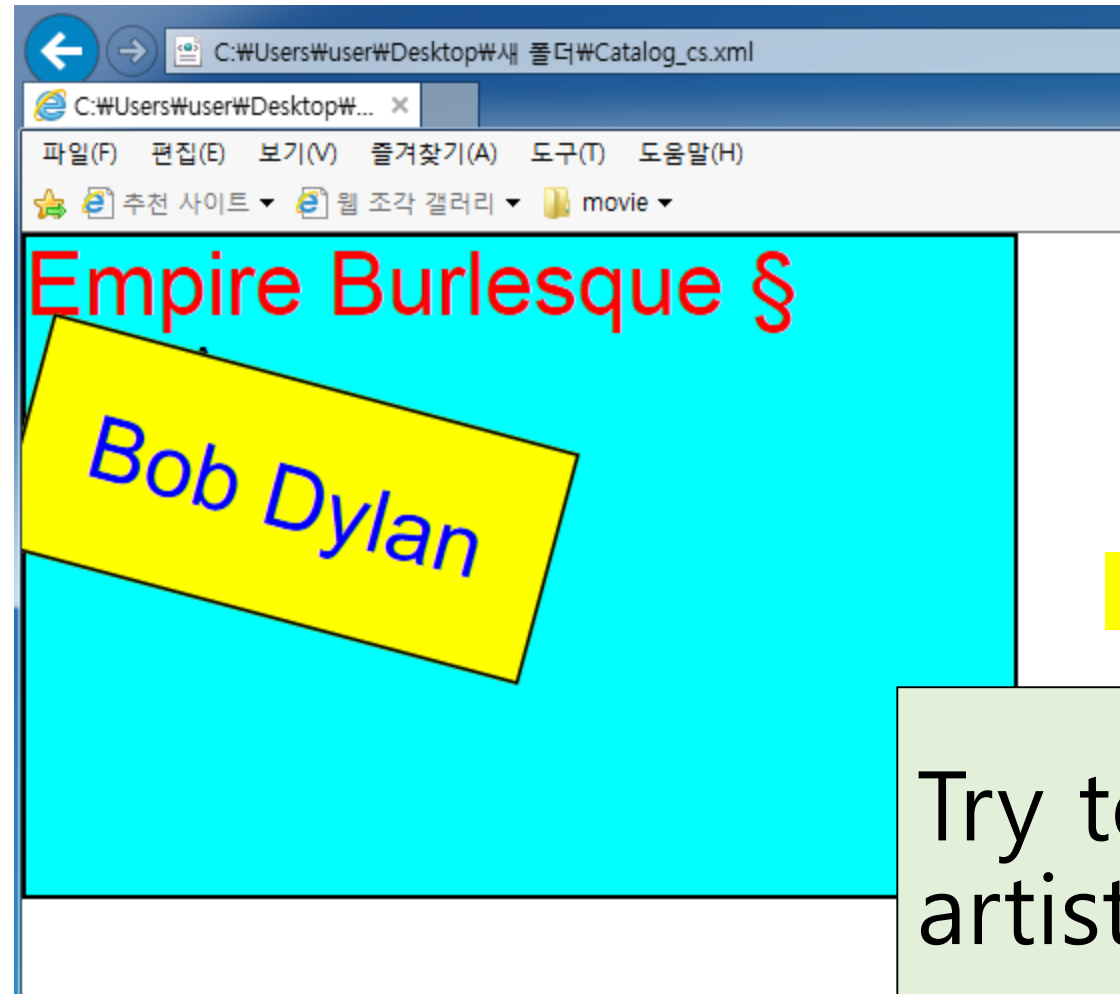 C:₩Users₩user₩Desktop₩새 폴더₩Catalog_cs.xml
C:₩Users₩user₩Desktop₩... ×
파일(F) 편집(E) 보기(V) 즐겨찾기(A) 도구(T) 도움말(H)
추천 사이트 ▼ 웹 조각 갤러리 ▼ movie ▼
Empire Burlesque §
Bob Dylan
Try
artist